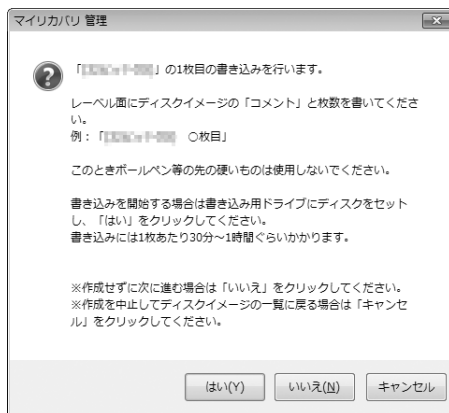 マイリカバリ 管理
「」の1枚目の書き込みを行います。
レーベル面にディスクイメージの「コメント」と枚数を書いてくださ
い。
例：「 ○枚目」
このときボールペン等の先の硬いものは使用しないでください。
書き込みを開始する場合は書き込み用ドライブにディスクをセット
し、「はい」をクリックしてください。
書き込みには1枚あたり30分～1時間ぐらいかかります。
※作成せずに次に進む場合は「いいえ」をクリックしてください。
※作成を中止してディスクイメージの一覧に戻る場合は「キャンセ
ル」をクリックしてください。
はい(Y) いいえ(N) キャンセル